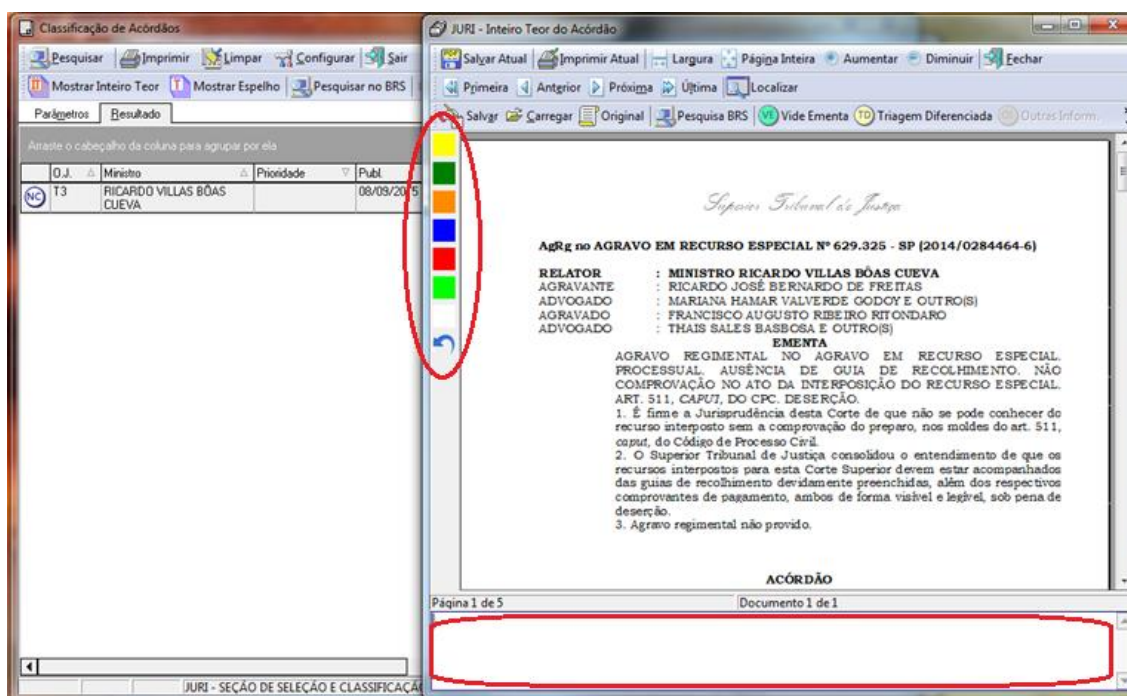 Classificação de Acórdãos
Pesquisar Imprimir Limpar Configurar Sair
Mostrar Inteiro Teor Mostrar Espelho Pesquisar no BRS
Parâmetros Resultado
Arraste o cabeçalho da coluna para agrupar por ela
O.J. Ministro Prioridade Publ.
NC T3 RICARDO VILLAS BÔAS CUEVA
JURI - SEÇÃO DE SELEÇÃO E CLASSIFICAÇÃ
JURI - Inteiro Teor do Acórdão
Salvar Atual Imprimir Atual Largura Página Inteira Aumentar Diminuir Fechar
Primeira Anterior Próxima Última Localizar
Salvar Carregar Original Pesquisa BRS VE Vide Ementa TD Triagem Diferenciada Outras Inform.
Superior Tribunal de Justiça
AgRg no AGRAVO EM RECURSO ESPECIAL Nº 629.325 - SP (2014/0284464-6)
RELATOR : MINISTRO RICARDO VILLAS BÔAS CUEVA
AGRAVANTE : RICARDO JOSÉ BERNARDO DE FREITAS
ADVOGADO : MARIANA HAMAR VALVERDE GODOY E OUTRO(S)
AGRAVADO : FRANCISCO AUGUSTO RIBEIRO RITONDARO
ADVOGADO : THAIS SALES BASBOSA E OUTRO(S)
EMENTA
AGRAVO REGIMENTAL NO AGRAVO EM RECURSO ESPECIAL.
PROCESSUAL. AUSÊNCIA DE GUIA DE RECOLHIMENTO. NÃO
COMPROVAÇÃO NO ATO DA INTERPOSIÇÃO DO RECURSO ESPECIAL.
ART. 511, CAPUT, DO CPC. DESERÇÃO.
1. É firme a Jurisprudência desta Corte de que não se pode conhecer do
recurso interposto sem a comprovação do preparo, nos moldes do art. 511,
caput, do Código de Processo Civil.
2. O Superior Tribunal de Justiça consolidou o entendimento de que os
recursos interpostos para esta Corte Superior devem estar acompanhados
das guias de recolhimento devidamente preenchidas, além dos respectivos
comprovantes de pagamento, ambos de forma visível e legível, sob pena de
deserção.
3. Agravo regimental não provido.
ACÓRDÃO
Página 1 de 5 Documento 1 de 1